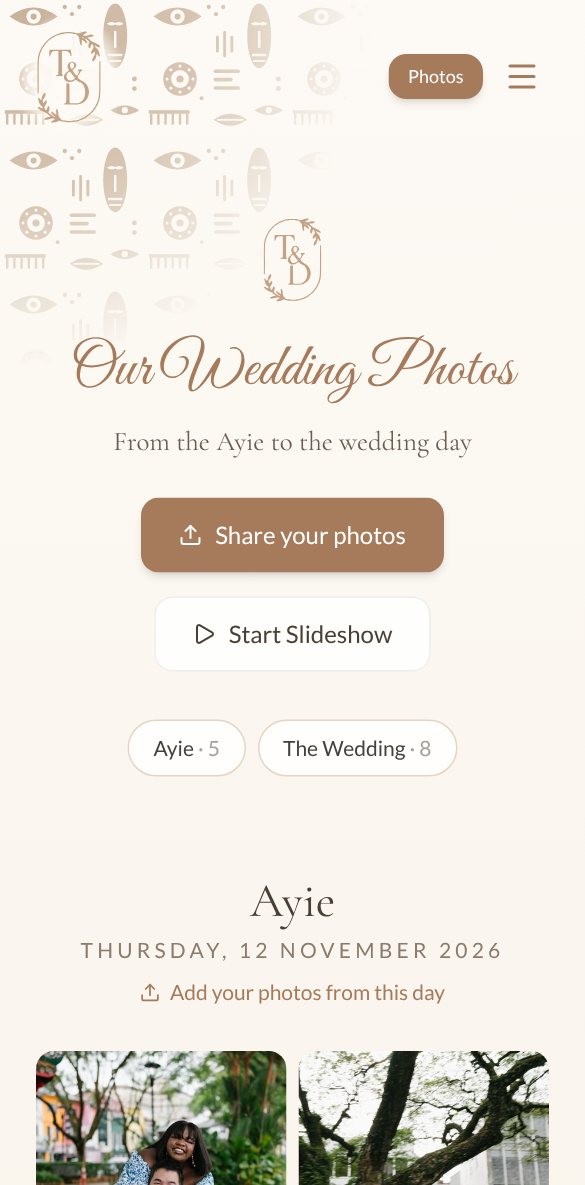 T&D
Photos
T&D
Our Wedding Photos
From the Ayie to the wedding day
Share your photos
Start Slideshow
Ayie · 5
The Wedding · 8
Ayie
THURSDAY, 12 NOVEMBER 2026
Add your photos from this day